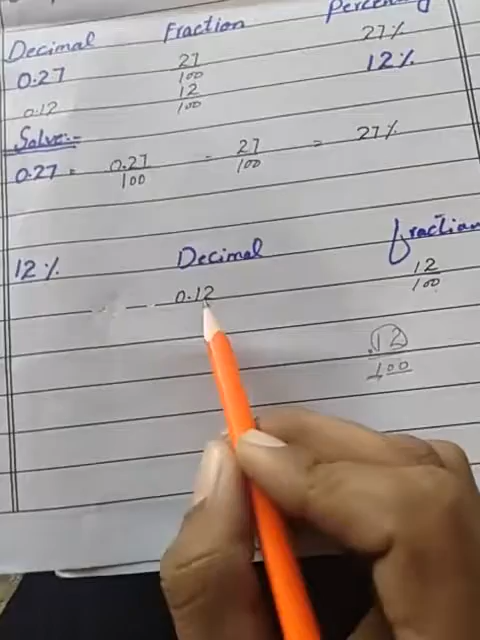 Decimal Fraction Percentag
0.27 27/100 27%
0.12 12/100 12%
Solve:-
0.27 = 0.27/100 = 27/100 = 27%
12% Decimal fraction
0.12 12/100
.12/100